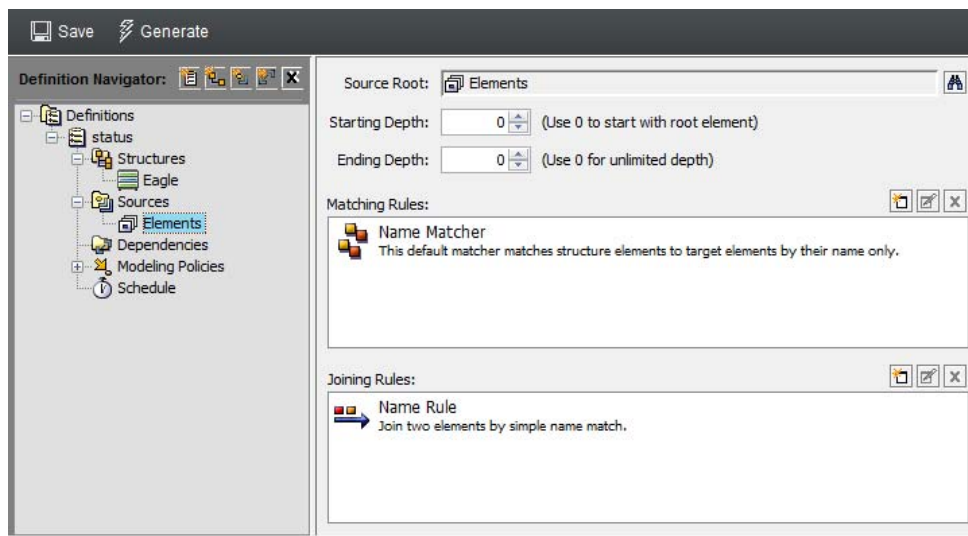 Save Generate
Definition Navigator:
Definitions
status
Structures
Eagle
Sources
Elements
Dependencies
Modeling Policies
Schedule
Source Root: Elements
Starting Depth: 0 (Use 0 to start with root element)
Ending Depth: 0 (Use 0 for unlimited depth)
Matching Rules:
Name Matcher
This default matcher matches structure elements to target elements by their name only.
Joining Rules:
Name Rule
Join two elements by simple name match.